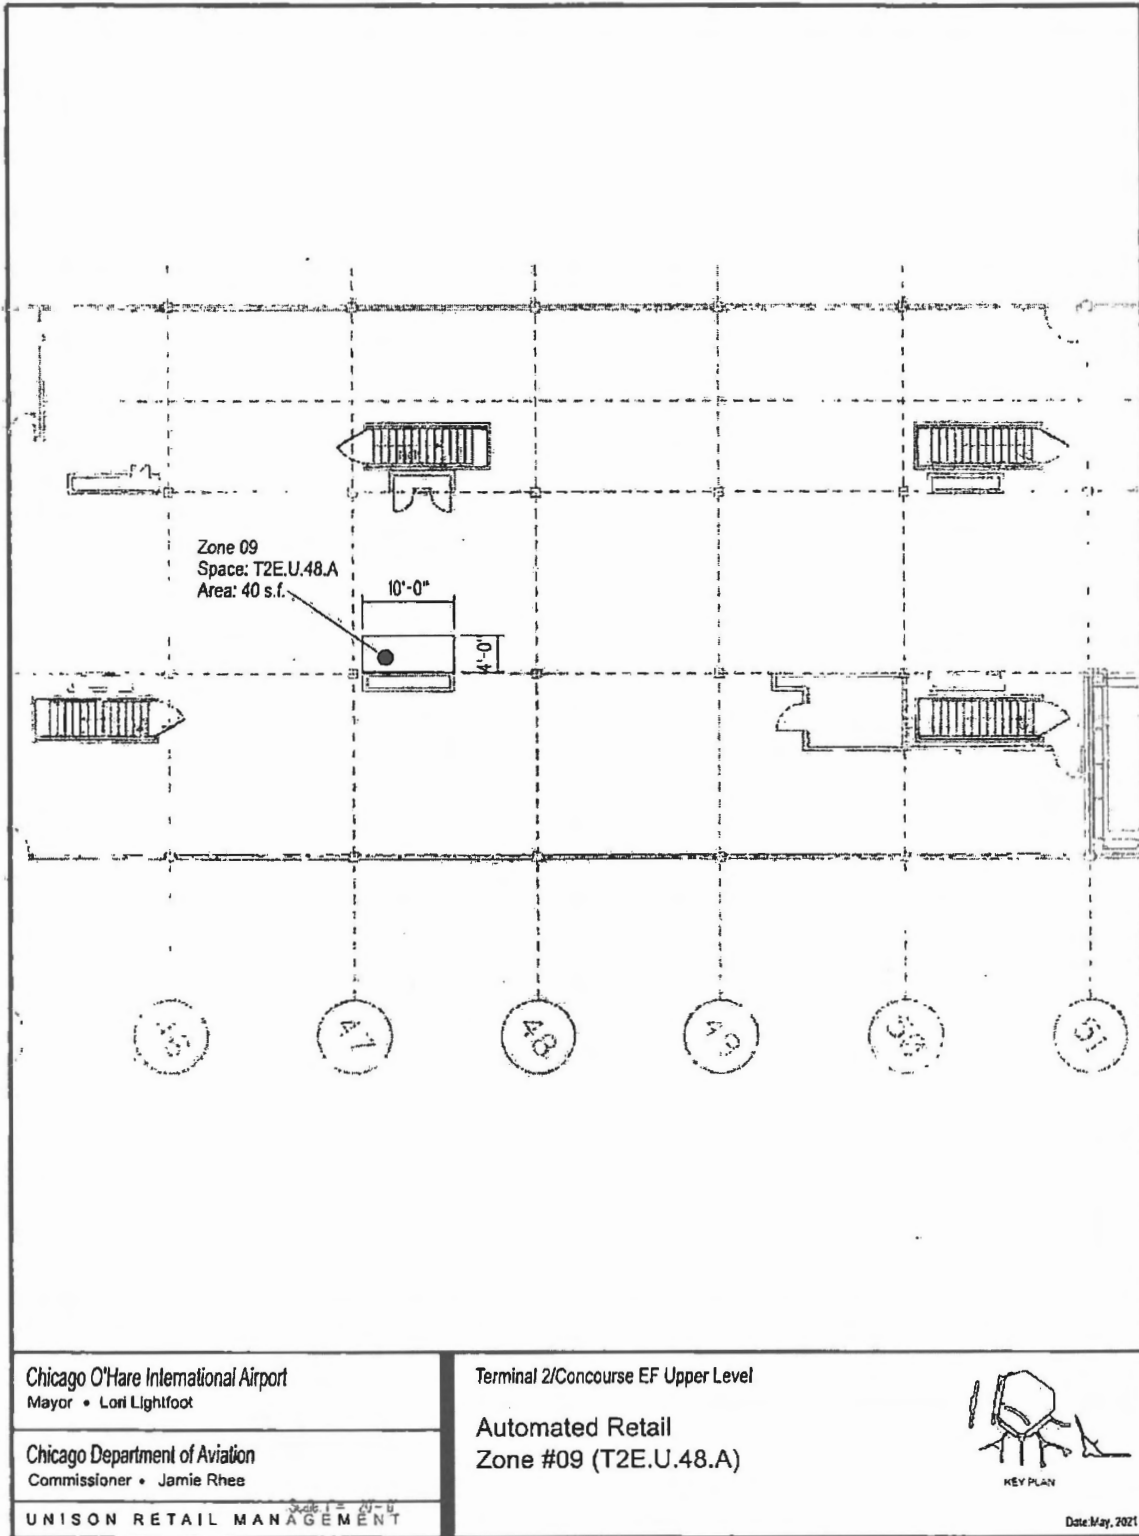 Zone 09
Space: T2E.U.48.A
Area: 40 s.f.
10'-0"
4'-0"
47
48
49
51
Chicago O'Hare International Airport
Mayor • Lori Lightfoot
Chicago Department of Aviation
Commissioner • Jamie Rhee
UNISON RETAIL MANAGEMENT
Terminal 2/Concourse EF Upper Level
Automated Retail
Zone #09 (T2E.U.48.A)
KEY PLAN
Date:May, 2021